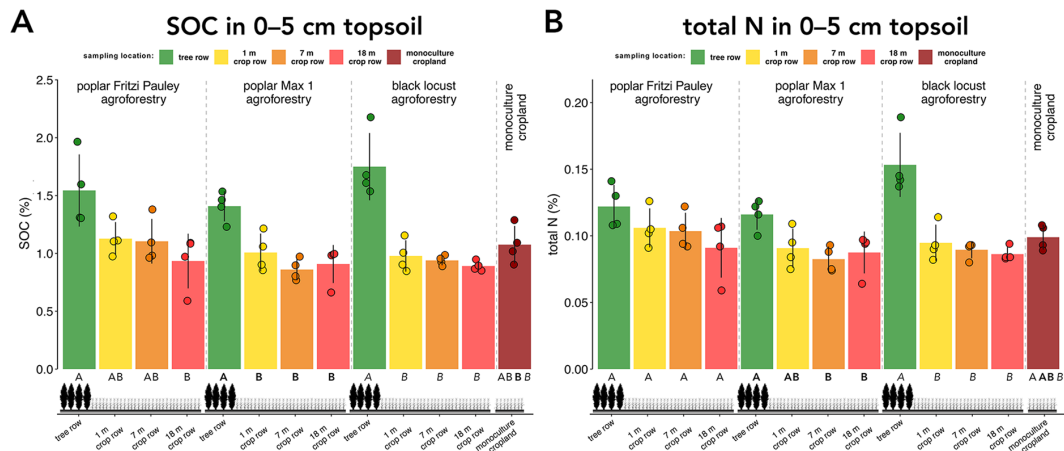 A
SOC in 0–5 cm topsoil
sampling location:
tree row
1 m
crop row
7 m
crop row
18 m
crop row
monoculture
cropland
2.5
2.0
1.5
1.0
0.5
0.0
SOC (%)
poplar Fritzi Pauley
agroforestry
poplar Max 1
agroforestry
black locust
agroforestry
monoculture
cropland
A AB AB B A B B B A B B B AB B B
tree row
1 m
crop row
7 m
crop row
18 m
crop row
tree row
1 m
crop row
7 m
crop row
18 m
crop row
tree row
1 m
crop row
7 m
crop row
18 m
crop row
monoculture
cropland
B
total N in 0–5 cm topsoil
sampling location:
tree row
1 m
crop row
7 m
crop row
18 m
crop row
monoculture
cropland
0.20
0.15
0.10
0.05
0.00
total N (%)
poplar Fritzi Pauley
agroforestry
poplar Max 1
agroforestry
black locust
agroforestry
monoculture
cropland
A A A A A AB B B A B B B A AB B
tree row
1 m
crop row
7 m
crop row
18 m
crop row
tree row
1 m
crop row
7 m
crop row
18 m
crop row
tree row
1 m
crop row
7 m
crop row
18 m
crop row
monoculture
cropland